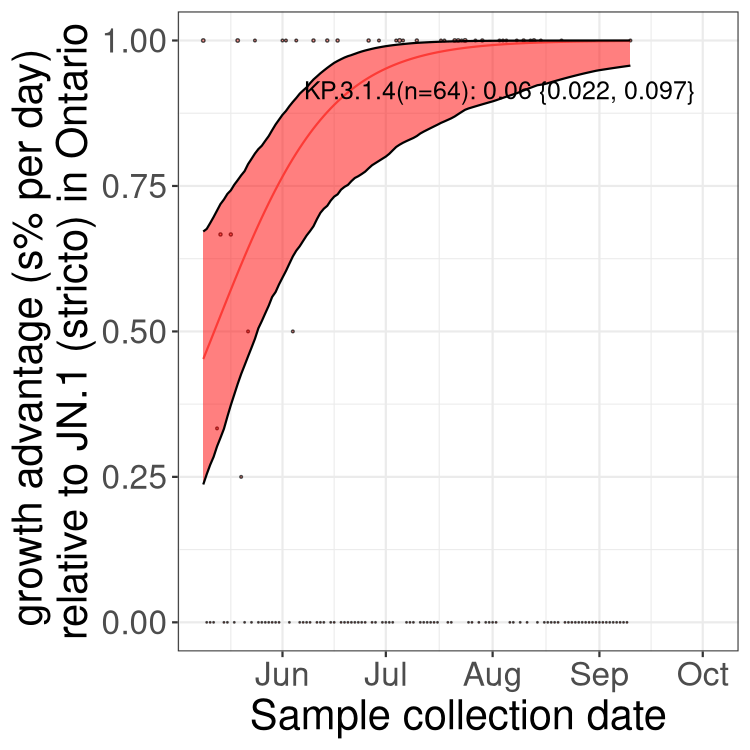 growth advantage (s% per day)
relative to JN.1 (stricto) in Ontario
1.00
0.75
0.50
0.25
0.00
KP.3.1.4(n=64): 0.06 {0.022, 0.097}
Jun Jul Aug Sep Oct
Sample collection date